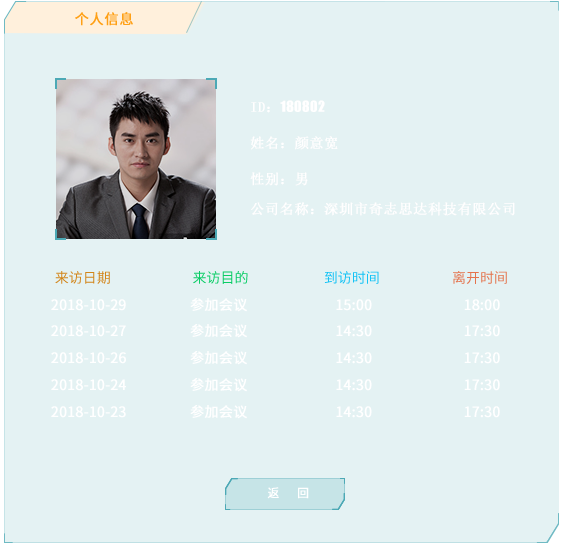 个人信息
ID：180802
姓名：颜意宽
性别：男
公司名称：深圳市奇志思达科技有限公司
来访日期 来访目的 到访时间 离开时间
2018-10-29 参加会议 15:00 18:00
2018-10-27 参加会议 14:30 17:30
2018-10-26 参加会议 14:30 17:30
2018-10-24 参加会议 14:30 17:30
2018-10-23 参加会议 14:30 17:30
返 回